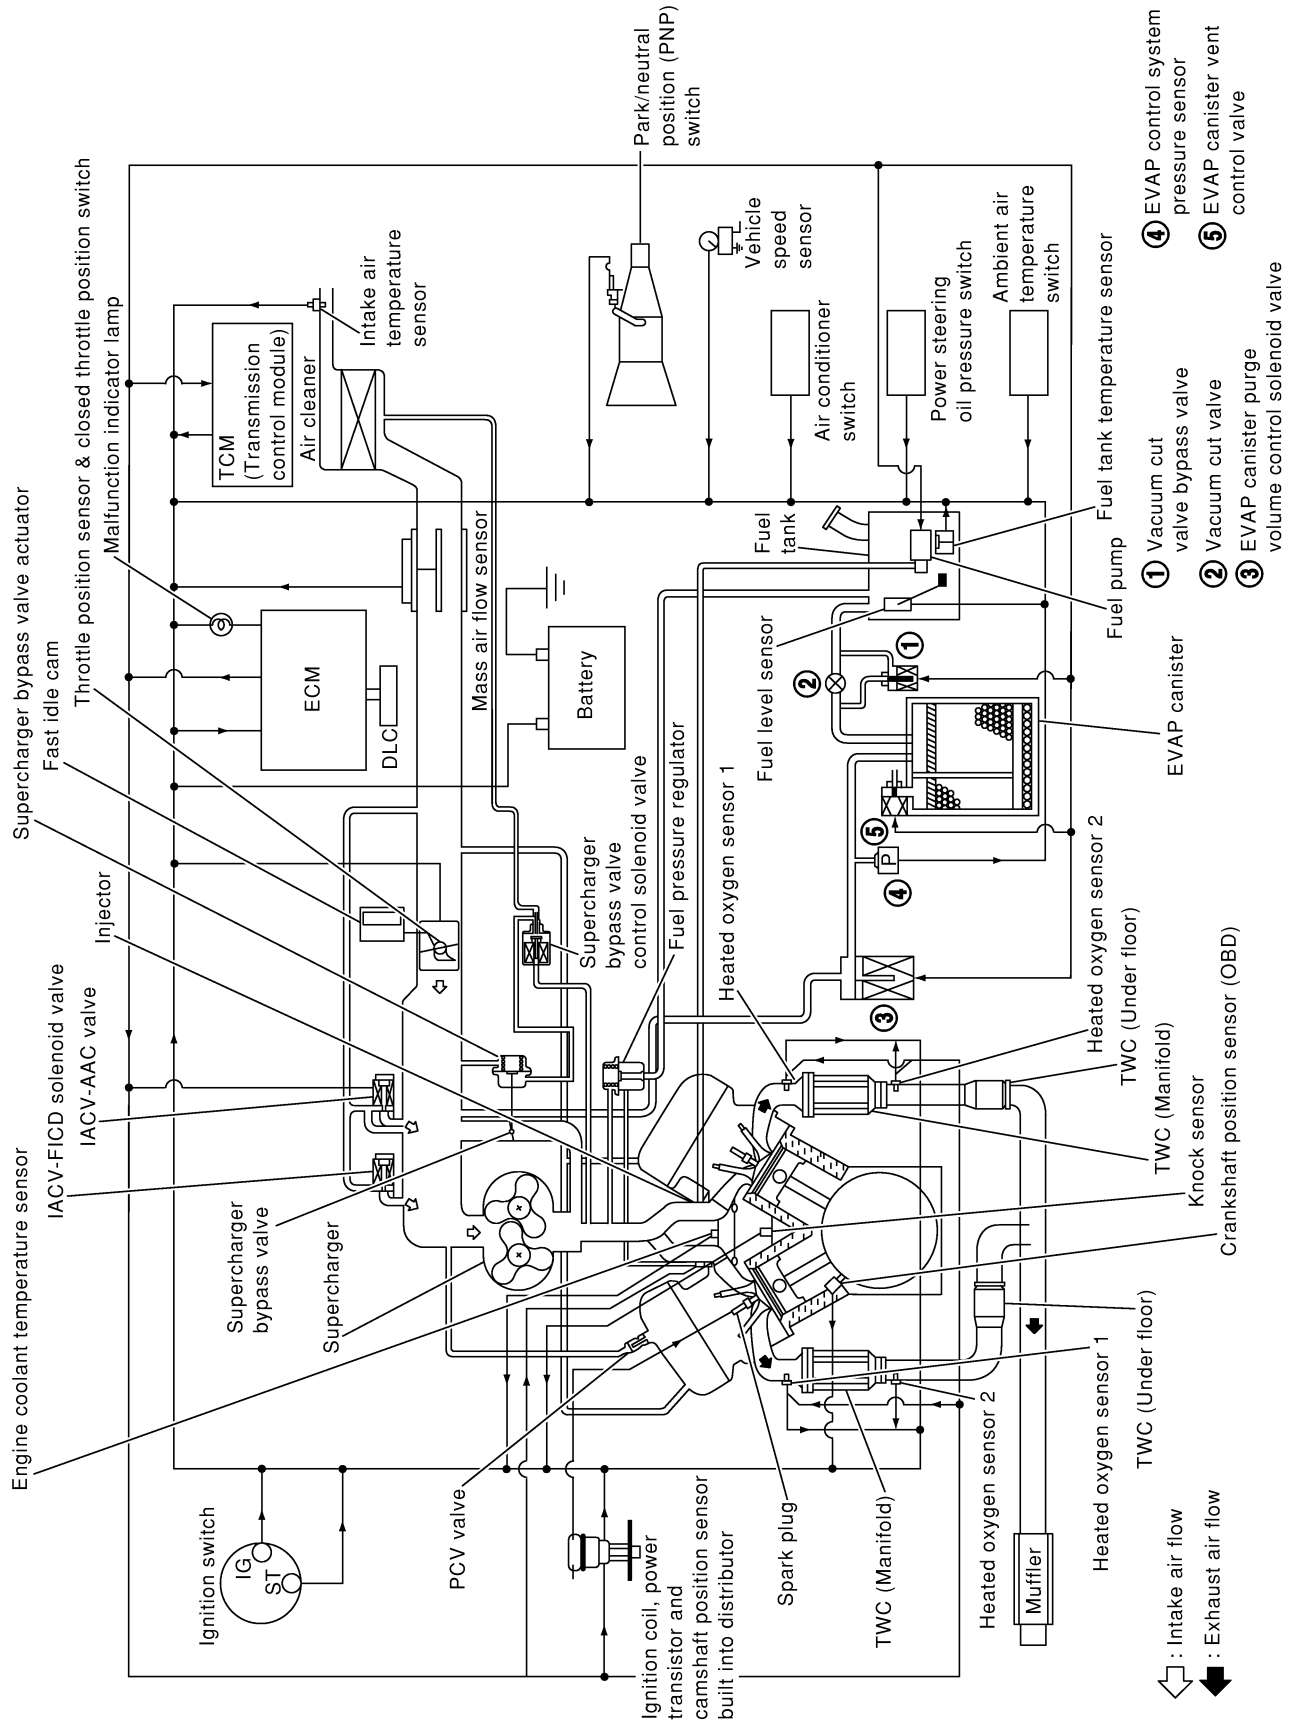 Engine coolant temperature sensor
IACV-FICD solenoid valve
IACV-AAC valve
Injector
Supercharger bypass valve actuator
Fast idle cam
Throttle position sensor & closed throttle position switch
Malfunction indicator lamp
Ignition switch
IG
ST
Supercharger
bypass valve
Supercharger
ECM
DLC
TCM
(Transmission
control module)
Air cleaner
Intake air
temperature
sensor
Mass air flow sensor
Battery
PCV valve
Ignition coil, power
transistor and
camshaft position sensor
built into distributor
Supercharger
bypass valve
control solenoid valve
Fuel pressure regulator
Heated oxygen sensor 1
Park/neutral
position (PNP)
switch
Vehicle
speed
sensor
Air conditioner
switch
Power steering
oil pressure switch
Ambient air
temperature
switch
Fuel
tank
Fuel level sensor
Fuel tank temperature sensor
Fuel pump
EVAP canister
1
2
3
4
5
P
Spark plug
TWC (Manifold)
Heated oxygen sensor 2
Heated oxygen sensor 1
TWC (Under floor)
Muffler
Heated oxygen sensor 2
TWC (Under floor)
TWC (Manifold)
Knock sensor
Crankshaft position sensor (OBD)
1 Vacuum cut
valve bypass valve
2 Vacuum cut valve
3 EVAP canister purge
volume control solenoid valve
4 EVAP control system
pressure sensor
5 EVAP canister vent
control valve
: Intake air flow
: Exhaust air flow